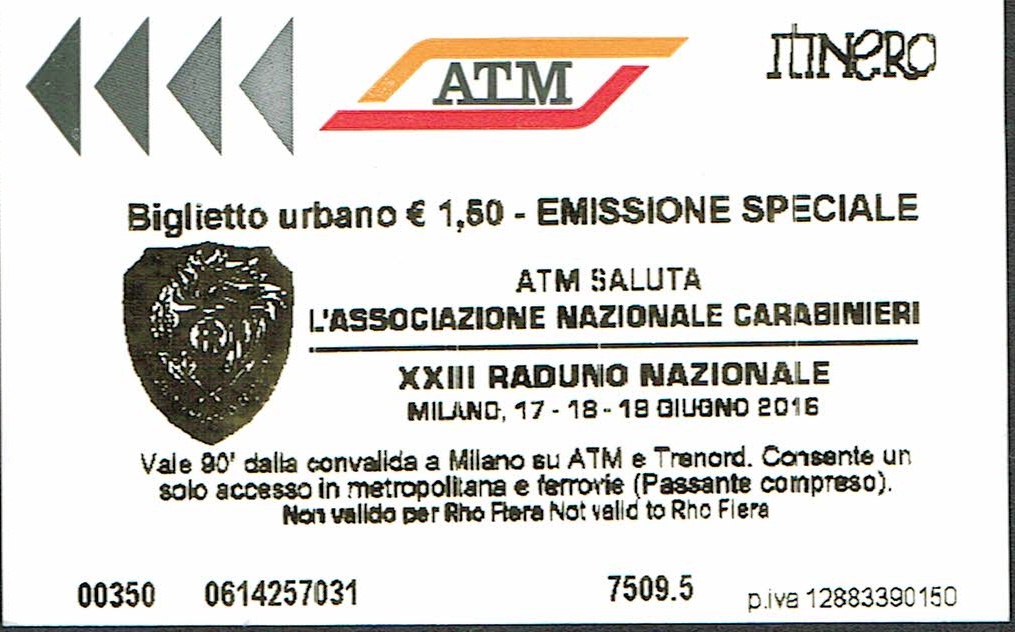 ATM
ITINERO
Biglietto urbano € 1,50 - EMISSIONE SPECIALE
ATM SALUTA
L'ASSOCIAZIONE NAZIONALE CARABINIERI
XXIII RADUNO NAZIONALE
MILANO, 17 - 18 - 19 GIUGNO 2016
Vale 90' dalla convalida a Milano su ATM e Trenord. Consente un
solo accesso in metropolitana e ferrovie (Passante compreso).
Non valido per Rho Fiera Not valid to Rho Fiera
00350 0614257031 7509.5 p.iva 12883390150